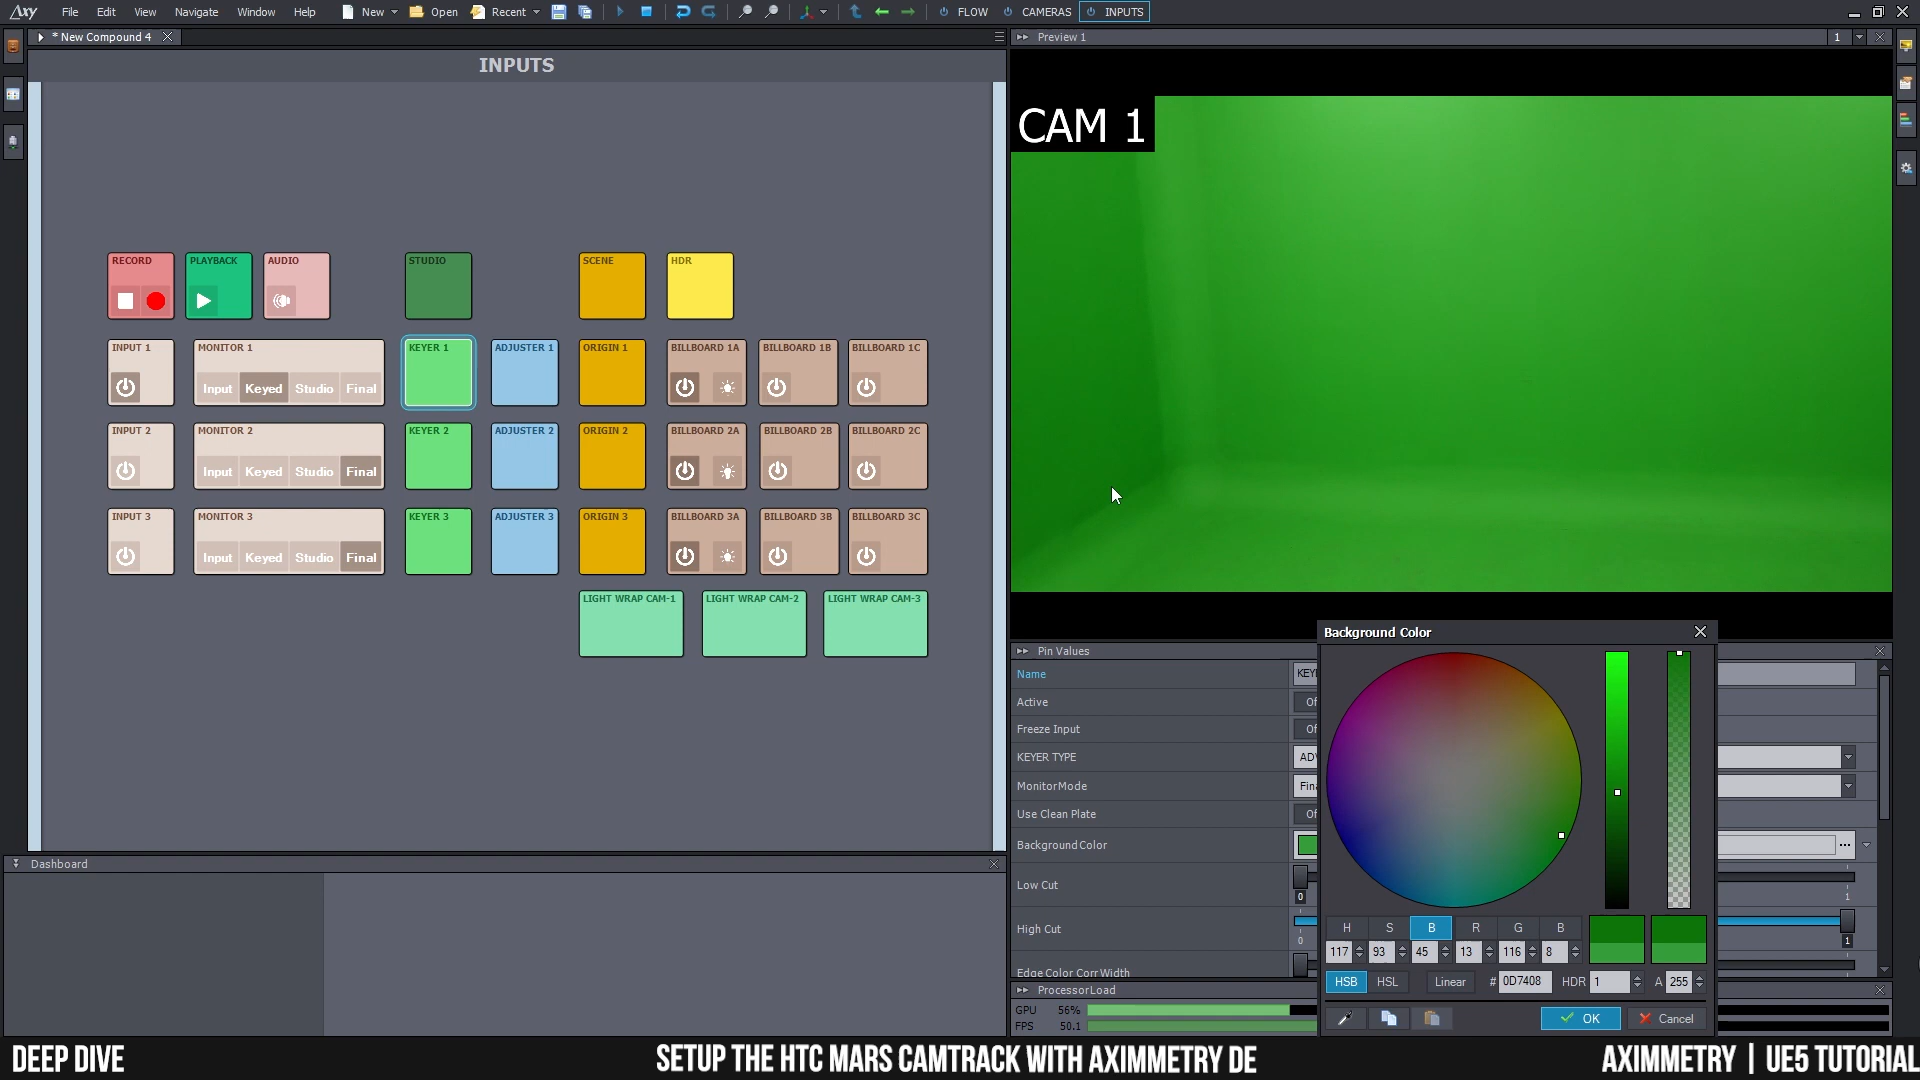 Axy File Edit View Navigate Window Help New Open Recent FLOW CAMERAS INPUTS
* New Compound 4
INPUTS
RECORD PLAYBACK AUDIO STUDIO SCENE HDR
INPUT 1 MONITOR 1 KEYER 1 ADJUSTER 1 ORIGIN 1 BILLBOARD 1A BILLBOARD 1B BILLBOARD 1C
Input Keyed Studio Final
INPUT 2 MONITOR 2 KEYER 2 ADJUSTER 2 ORIGIN 2 BILLBOARD 2A BILLBOARD 2B BILLBOARD 2C
Input Keyed Studio Final
INPUT 3 MONITOR 3 KEYER 3 ADJUSTER 3 ORIGIN 3 BILLBOARD 3A BILLBOARD 3B BILLBOARD 3C
Input Keyed Studio Final
LIGHT WRAP CAM-1 LIGHT WRAP CAM-2 LIGHT WRAP CAM-3
Dashboard
Preview 1 1
CAM 1
Pin Values
Name
Active
Freeze Input
KEYER TYPE
MonitorMode
Use Clean Plate
Background Color ...
Low Cut
0 1
High Cut
0 1
Edge Color Corr Width
Processor Load
GPU 56%
FPS 50.1
Background Color
H S B R G B
117 93 45 13 116 8
HSB HSL Linear # 0D7408 HDR 1 A 255
OK Cancel
DEEP DIVE SETUP THE HTC MARS CAMTRACK WITH AXIMMETRY DE AXIMMETRY | UE5 TUTORIAL